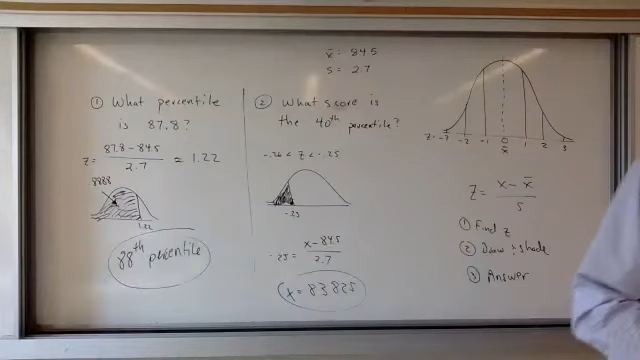 x̄ = 84.5
s = 2.7
① What percentile
is 87.8?
z = 87.8 - 84.5 / 2.7 ≈ 1.22
.8888
1.22
88th percentile
② What score is
the 40th percentile?
-.26 < z < -.25
-.25
-.25 = x - 84.5 / 2.7
x = 83.825
z = -3 -2 -1 0 1 2 3
x̄
z = x - x̄ / s
① Find z
② Draw & shade
③ Answer